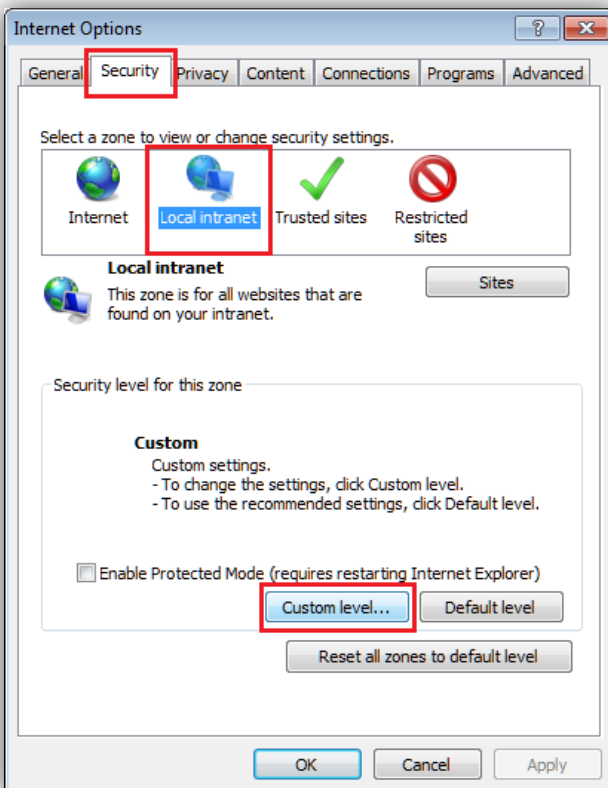 Internet Options
General Security Privacy Content Connections Programs Advanced
Select a zone to view or change security settings.
Internet Local intranet Trusted sites Restricted
sites
Local intranet
Sites
This zone is for all websites that are
found on your intranet.
Security level for this zone
Custom
Custom settings.
- To change the settings, click Custom level.
- To use the recommended settings, click Default level.
Enable Protected Mode (requires restarting Internet Explorer)
Custom level... Default level
Reset all zones to default level
OK Cancel Apply